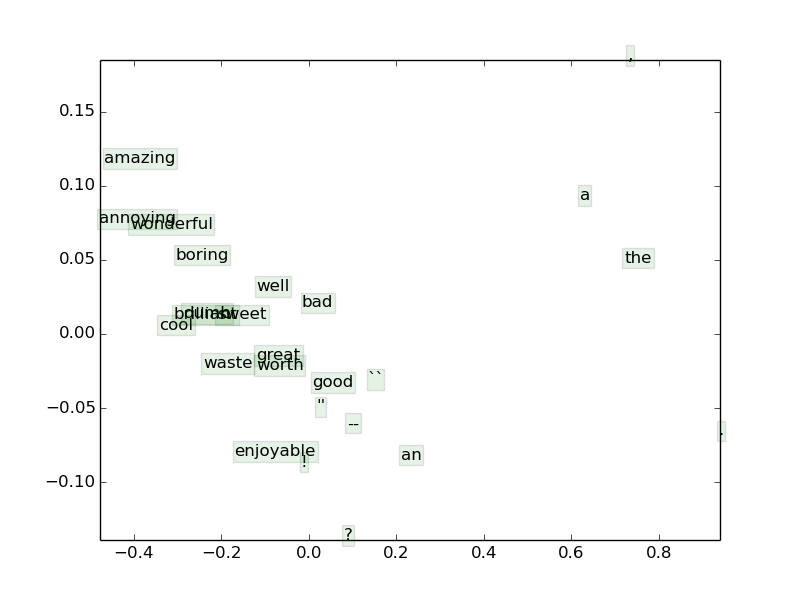 ,
0.15
amazing
0.10
a
annoying
wonderful
boring
0.05
the
well
bad
brilliant
dumb
sweet
0.00
cool
great
waste
worth
good
``
−0.05
"
--
.
enjoyable
!
an
−0.10
?
−0.4
−0.2
0.0
0.2
0.4
0.6
0.8